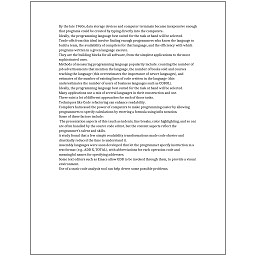 By the late 1960s, data storage devices and computer terminals became inexpensive enough
that programs could be created by typing directly into the computers.
Ideally, the programming language best suited for the task at hand will be selected.
Trade-offs from this ideal involve finding enough programmers who know the language to
build a team, the availability of compilers for that language, and the efficiency with which
programs written in a given language execute.
They are the building blocks for all software, from the simplest applications to the most
sophisticated ones.
Methods of measuring programming language popularity include: counting the number of
job advertisements that mention the language, the number of books sold and courses
teaching the language (this overestimates the importance of newer languages), and
estimates of the number of existing lines of code written in the language (this
underestimates the number of users of business languages such as COBOL).
Ideally, the programming language best suited for the task at hand will be selected.
Many applications use a mix of several languages in their construction and use.
There exist a lot of different approaches for each of those tasks.
Techniques like Code refactoring can enhance readability.
Compilers harnessed the power of computers to make programming easier by allowing
programmers to specify calculations by entering a formula using infix notation.
Some of these factors include:
The presentation aspects of this (such as indents, line breaks, color highlighting, and so on)
are often handled by the source code editor, but the content aspects reflect the
programmer's talent and skills.
A study found that a few simple readability transformations made code shorter and
drastically reduced the time to understand it.
Assembly languages were soon developed that let the programmer specify instruction in a
text format (e.g., ADD X, TOTAL), with abbreviations for each operation code and
meaningful names for specifying addresses.
Some text editors such as Emacs allow GDB to be invoked through them, to provide a visual
environment.
Use of a static code analysis tool can help detect some possible problems.